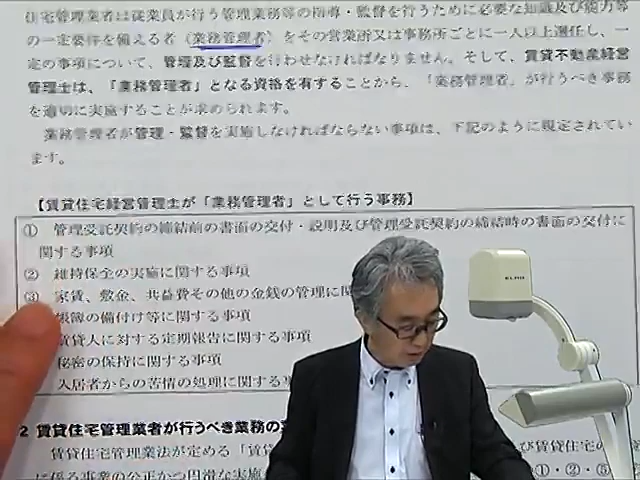 住宅管理業者は従業員が行う管理業務等の指導・監督を行うために必要な知識及び能力等
の一定要件を備える者（業務管理者）をその営業所又は事務所ごとに一人以上選任し、一
定の事項について、管理及び監督を行わせなければなりません。そして、賃貸不動産経営
管理士は、「業務管理者」となる資格を有することから、「業務管理者」が行うべき事務
を適切に実施することが求められます。
業務管理者が管理・監督を実施しなければならない事項は、下記のように規定されてい
ます。
【賃貸住宅経営管理士が「業務管理者」として行う事務】
① 管理受託契約の締結前の書面の交付・説明及び管理受託契約の締結時の書面の交付に
関する事項
② 維持保全の実施に関する事項
③ 家賃、敷金、共益費その他の金銭の管理に関
帳簿の備付け等に関する事項
賃貸人に対する定期報告に関する事項
秘密の保持に関する事項
入居者からの苦情の処理に関する
2 賃貸住宅管理業者が行うべき業務の
賃貸住宅管理業法が定める「賃貸
に係る事業の公正かつ円滑な実施
①・②・⑤